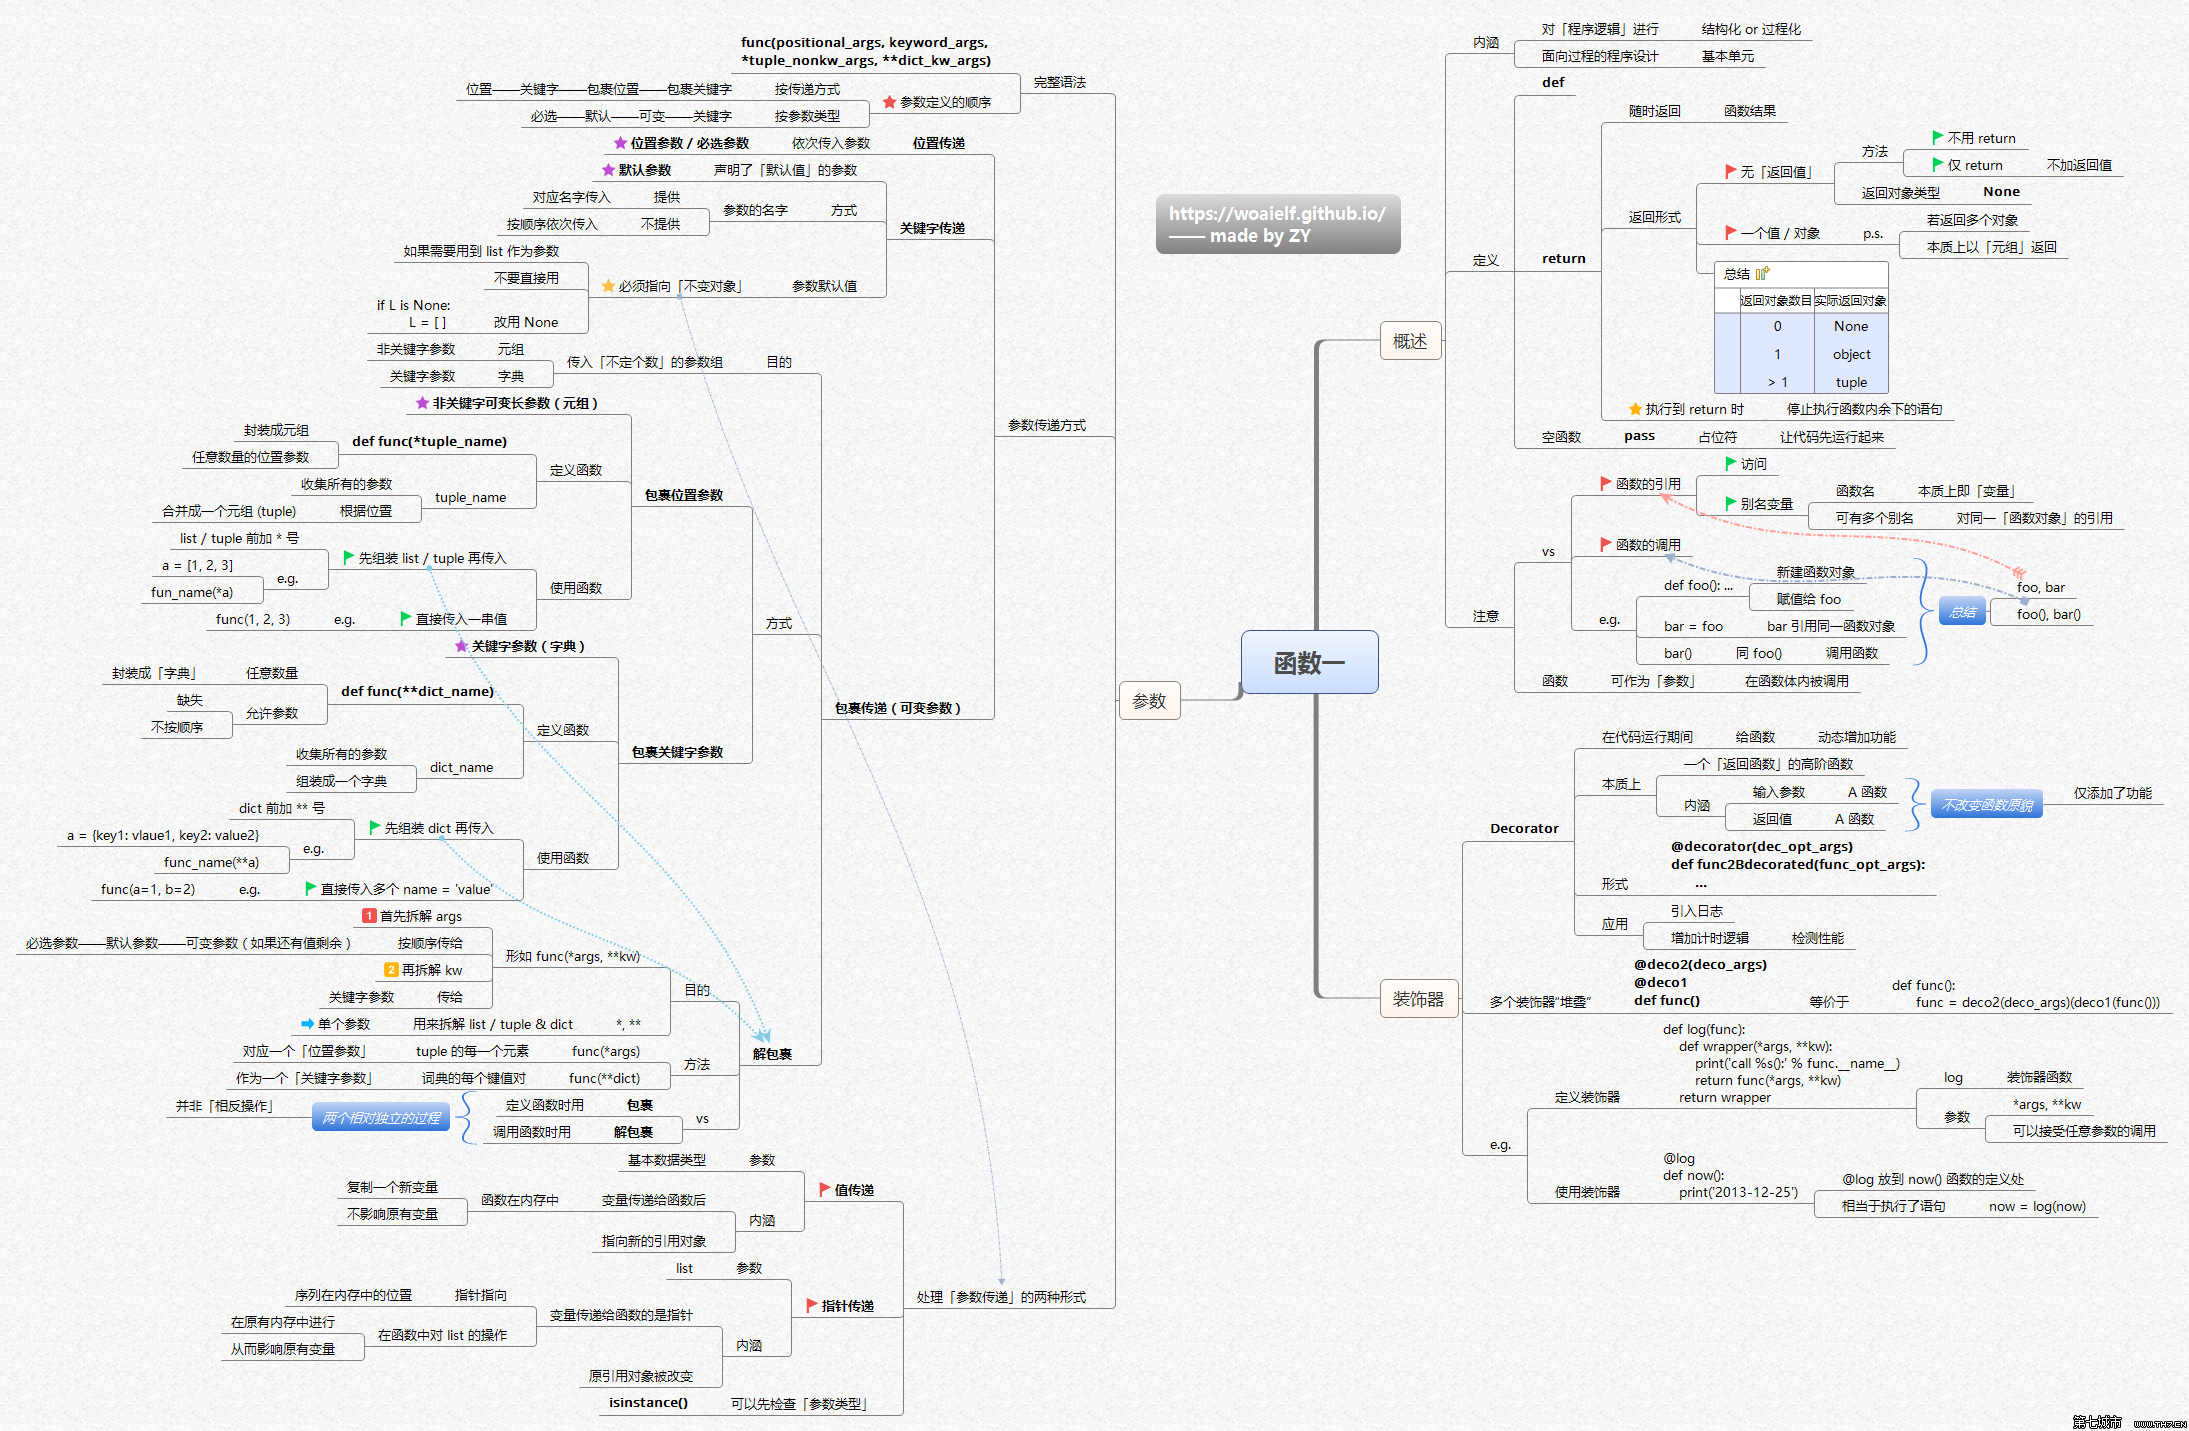 函数一
https://woaielf.github.io/
—— made by ZY
概述
内涵
对「程序逻辑」进行 结构化 or 过程化
面向过程的程序设计 基本单元
定义
def
return
随时返回 函数结果
返回形式
无「返回值」
方法
不用 return
仅 return 不加返回值
返回对象类型 None
一个值 / 对象 p.s.
若返回多个对象
本质上以「元组」返回
总结
返回对象数目 实际返回对象
0 None
1 object
> 1 tuple
执行到 return 时 停止执行函数内余下的语句
空函数 pass 占位符 让代码先运行起来
注意
vs
函数的引用
访问
别名变量
函数名 本质上即「变量」
可有多个别名 对同一「函数对象」的引用
函数的调用
e.g.
def foo(): ...
新建函数对象
赋值给 foo
bar = foo bar 引用同一函数对象
bar() 同 foo() 调用函数
总结
foo, bar
foo(), bar()
函数 可作为「参数」 在函数体内被调用
装饰器
Decorator
在代码运行期间 给函数 动态增加功能
本质上
一个「返回函数」的高阶函数
内涵
输入参数 A 函数
返回值 A 函数
不改变函数原貌 仅添加了功能
形式
@decorator(dec_opt_args)
def func2Bdecorated(func_opt_args):
...
应用
引入日志
增加计时逻辑 检测性能
多个装饰器“堆叠”
@deco2(deco_args)
@deco1
def func()
等价于
def func():
func = deco2(deco_args)(deco1(func()))
e.g.
定义装饰器
def log(func):
def wrapper(*args, **kw):
print('call %s():' % func.__name__)
return func(*args, **kw)
return wrapper
log 装饰器函数
参数
*args, **kw
可以接受任意参数的调用
使用装饰器
@log
def now():
print('2013-12-25')
@log 放到 now() 函数的定义处
相当于执行了语句 now = log(now)
参数
完整语法
func(positional_args, keyword_args,
*tuple_nonkw_args, **dict_kw_args)
参数定义的顺序
位置——关键字——包裹位置——包裹关键字 按传递方式
必选——默认——可变——关键字 按参数类型
参数传递方式
位置参数 / 必选参数 依次传入参数 位置传递
关键字传递
默认参数 声明了「默认值」的参数
参数的名字 方式
对应名字传入 提供
按顺序依次传入 不提供
必须指向「不变对象」 参数默认值
如果需要用到 list 作为参数
不要直接用
if L is None:
L = [ ] 改用 None
包裹传递（可变参数）
传入「不定个数」的参数组 目的
非关键字参数 元组
关键字参数 字典
方式
包裹位置参数
非关键字可变长参数（元组）
定义函数
def func(*tuple_name)
封装成元组
任意数量的位置参数
tuple_name
收集所有的参数
合并成一个元组 (tuple) 根据位置
使用函数
先组装 list / tuple 再传入
list / tuple 前加 * 号
e.g.
a = [1, 2, 3]
fun_name(*a)
func(1, 2, 3) e.g. 直接传入一串值
包裹关键字参数
关键字参数（字典）
定义函数
def func(**dict_name)
封装成「字典」 任意数量
允许参数
缺失
不按顺序
dict_name
收集所有的参数
组装成一个字典
使用函数
先组装 dict 再传入
dict 前加 ** 号
e.g.
a = {key1: vlaue1, key2: value2}
func_name(**a)
func(a=1, b=2) e.g. 直接传入多个 name = 'value'
解包裹
目的
形如 func(*args, **kw)
1 首先拆解 args
必选参数——默认参数——可变参数（如果还有值剩余） 按顺序传给
2 再拆解 kw
关键字参数 传给
单个参数 用来拆解 list / tuple & dict *, **
方法
对应一个「位置参数」 tuple 的每一个元素 func(*args)
作为一个「关键字参数」 词典的每个键值对 func(**dict)
vs
定义函数时用 包裹
调用函数时用 解包裹
两个相对独立的过程
并非「相反操作」
处理「参数传递」的两种形式
值传递
基本数据类型 参数
内涵
函数在内存中 变量传递给函数后
复制一个新变量
不影响原有变量
指向新的引用对象
指针传递
list 参数
内涵
变量传递给函数的是指针
序列在内存中的位置 指针指向
在函数中对 list 的操作
在原有内存中进行
从而影响原有变量
原引用对象被改变
isinstance() 可以先检查「参数类型」
第七城市 WWW.TH7.CN